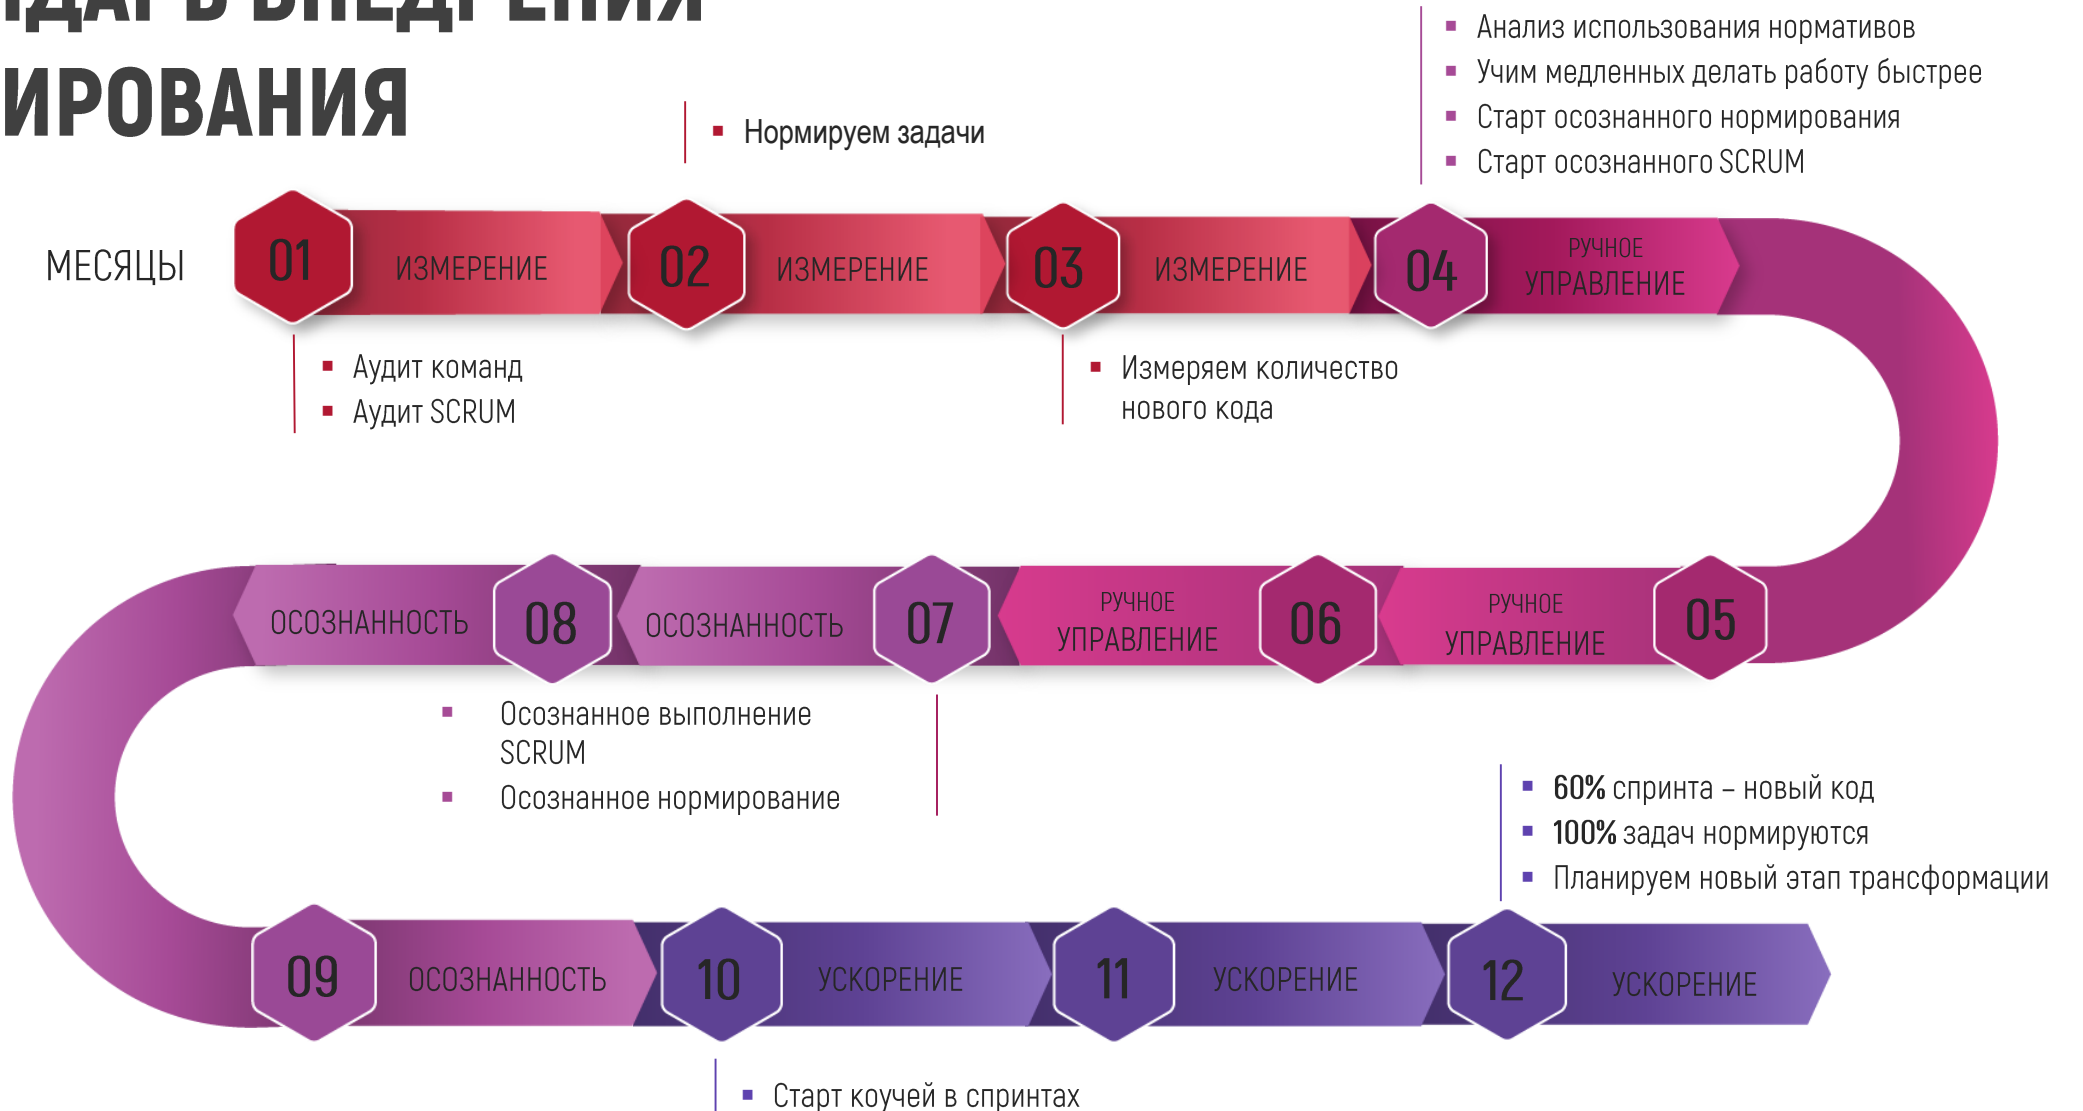 ВНЕДРЕНИЯ
ИРОВАНИЯ
Анализ использования нормативов
Учим медленных делать работу быстрее
Старт осознанного нормирования
Старт осознанного SCRUM
Нормируем задачи
МЕСЯЦЫ
01
ИЗМЕРЕНИЕ
02
ИЗМЕРЕНИЕ
03
ИЗМЕРЕНИЕ
04
РУЧНОЕ
УПРАВЛЕНИЕ
Аудит команд
Аудит SCRUM
Измеряем количество
нового кода
05
РУЧНОЕ
УПРАВЛЕНИЕ
06
РУЧНОЕ
УПРАВЛЕНИЕ
07
ОСОЗНАННОСТЬ
08
ОСОЗНАННОСТЬ
Осознанное выполнение
SCRUM
Осознанное нормирование
60% спринта – новый код
100% задач нормируются
Планируем новый этап трансформации
09
ОСОЗНАННОСТЬ
10
УСКОРЕНИЕ
11
УСКОРЕНИЕ
12
УСКОРЕНИЕ
Старт коучей в спринтах